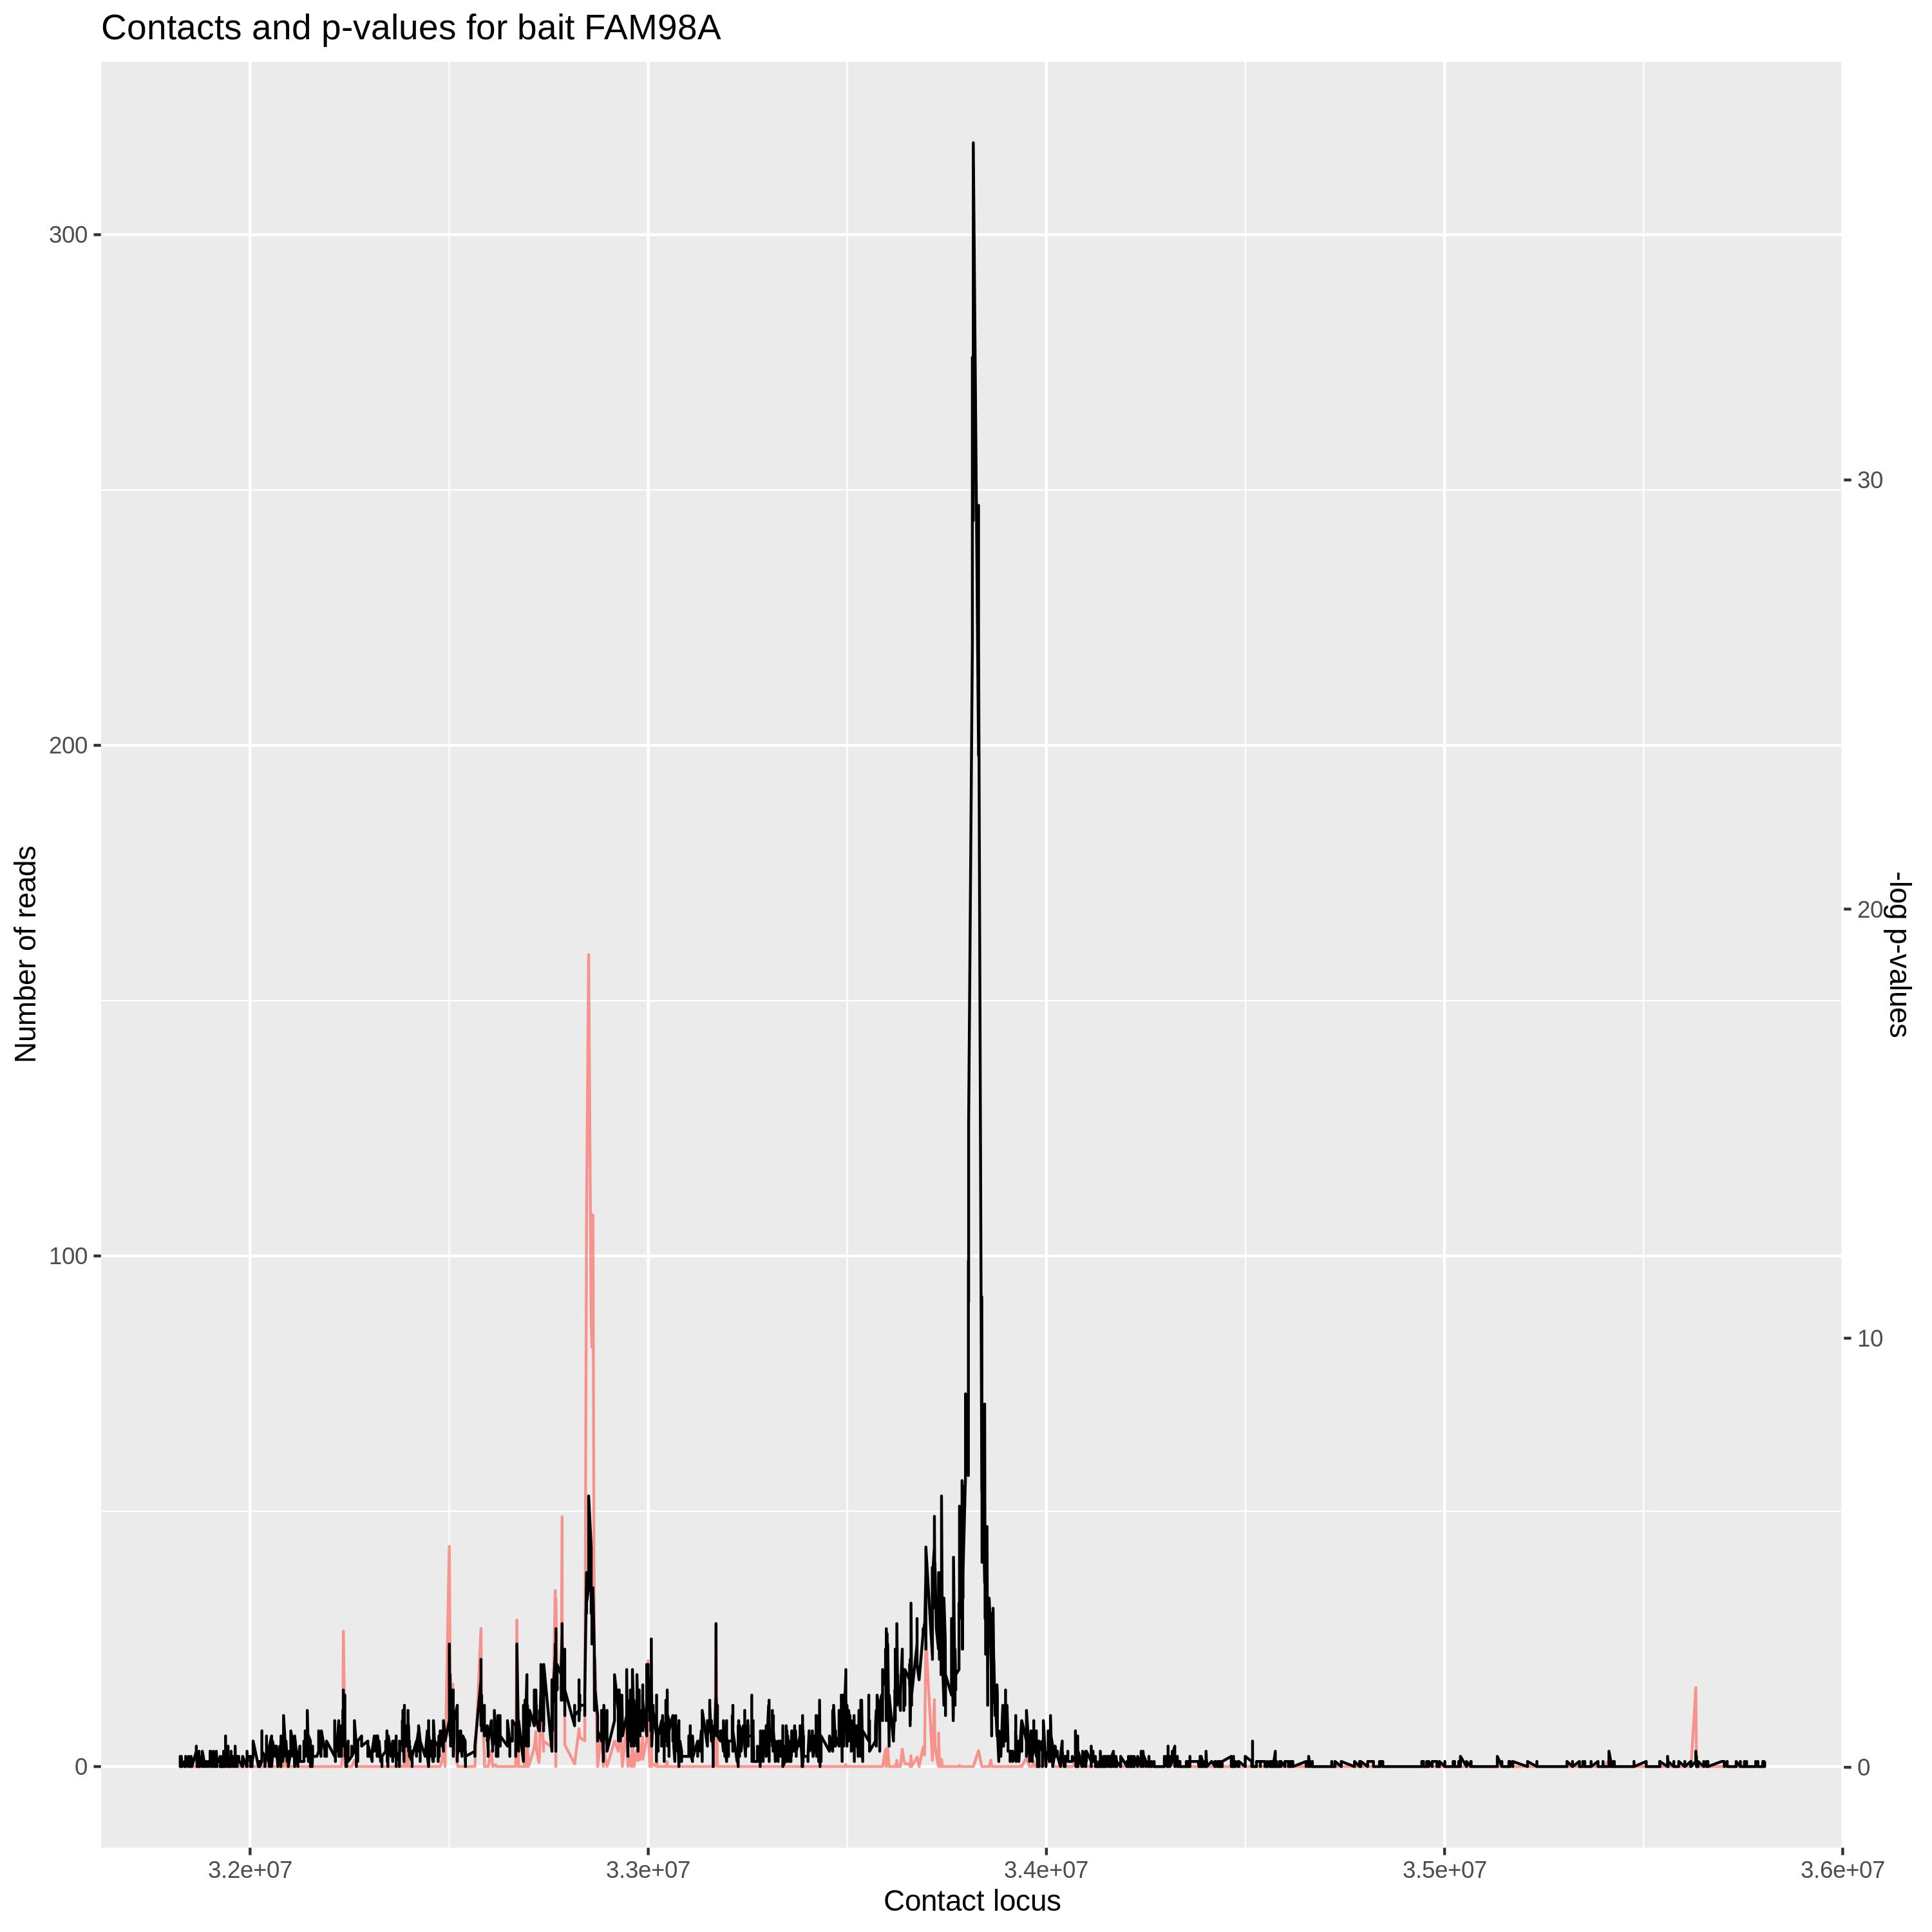 Contacts and p-values for bait FAM98A
300
200
100
0
Number of reads
30
20
10
0
-log p-values
3.2e+07
3.3e+07
3.4e+07
3.5e+07
3.6e+07
Contact locus